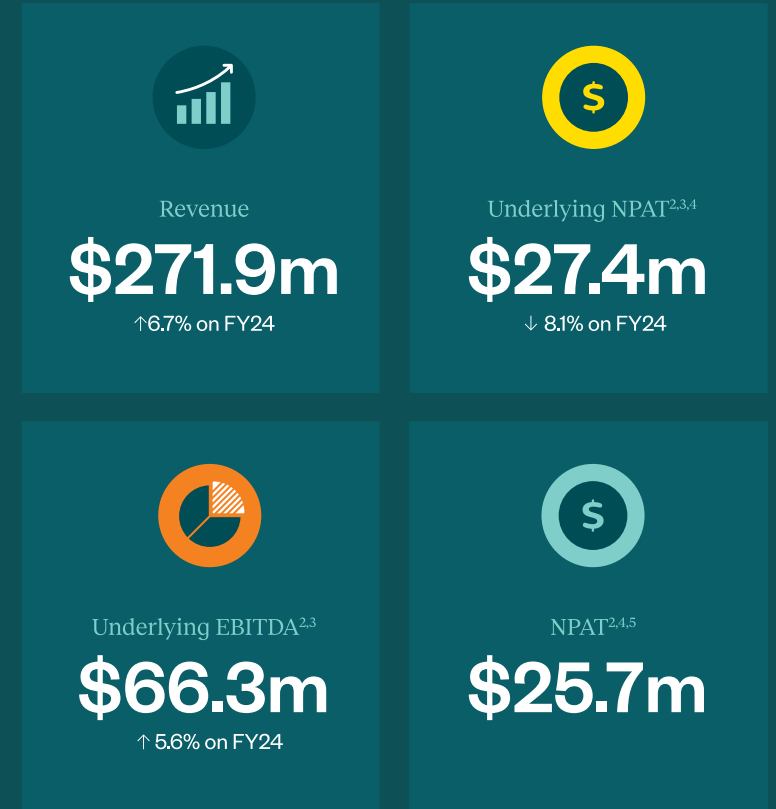 Revenue
$271.9m
↑6.7% on FY24
Underlying NPAT2,3,4
$27.4m
↓ 8.1% on FY24
Underlying EBITDA2,3
$66.3m
↑ 5.6% on FY24
NPAT2,4,5
$25.7m